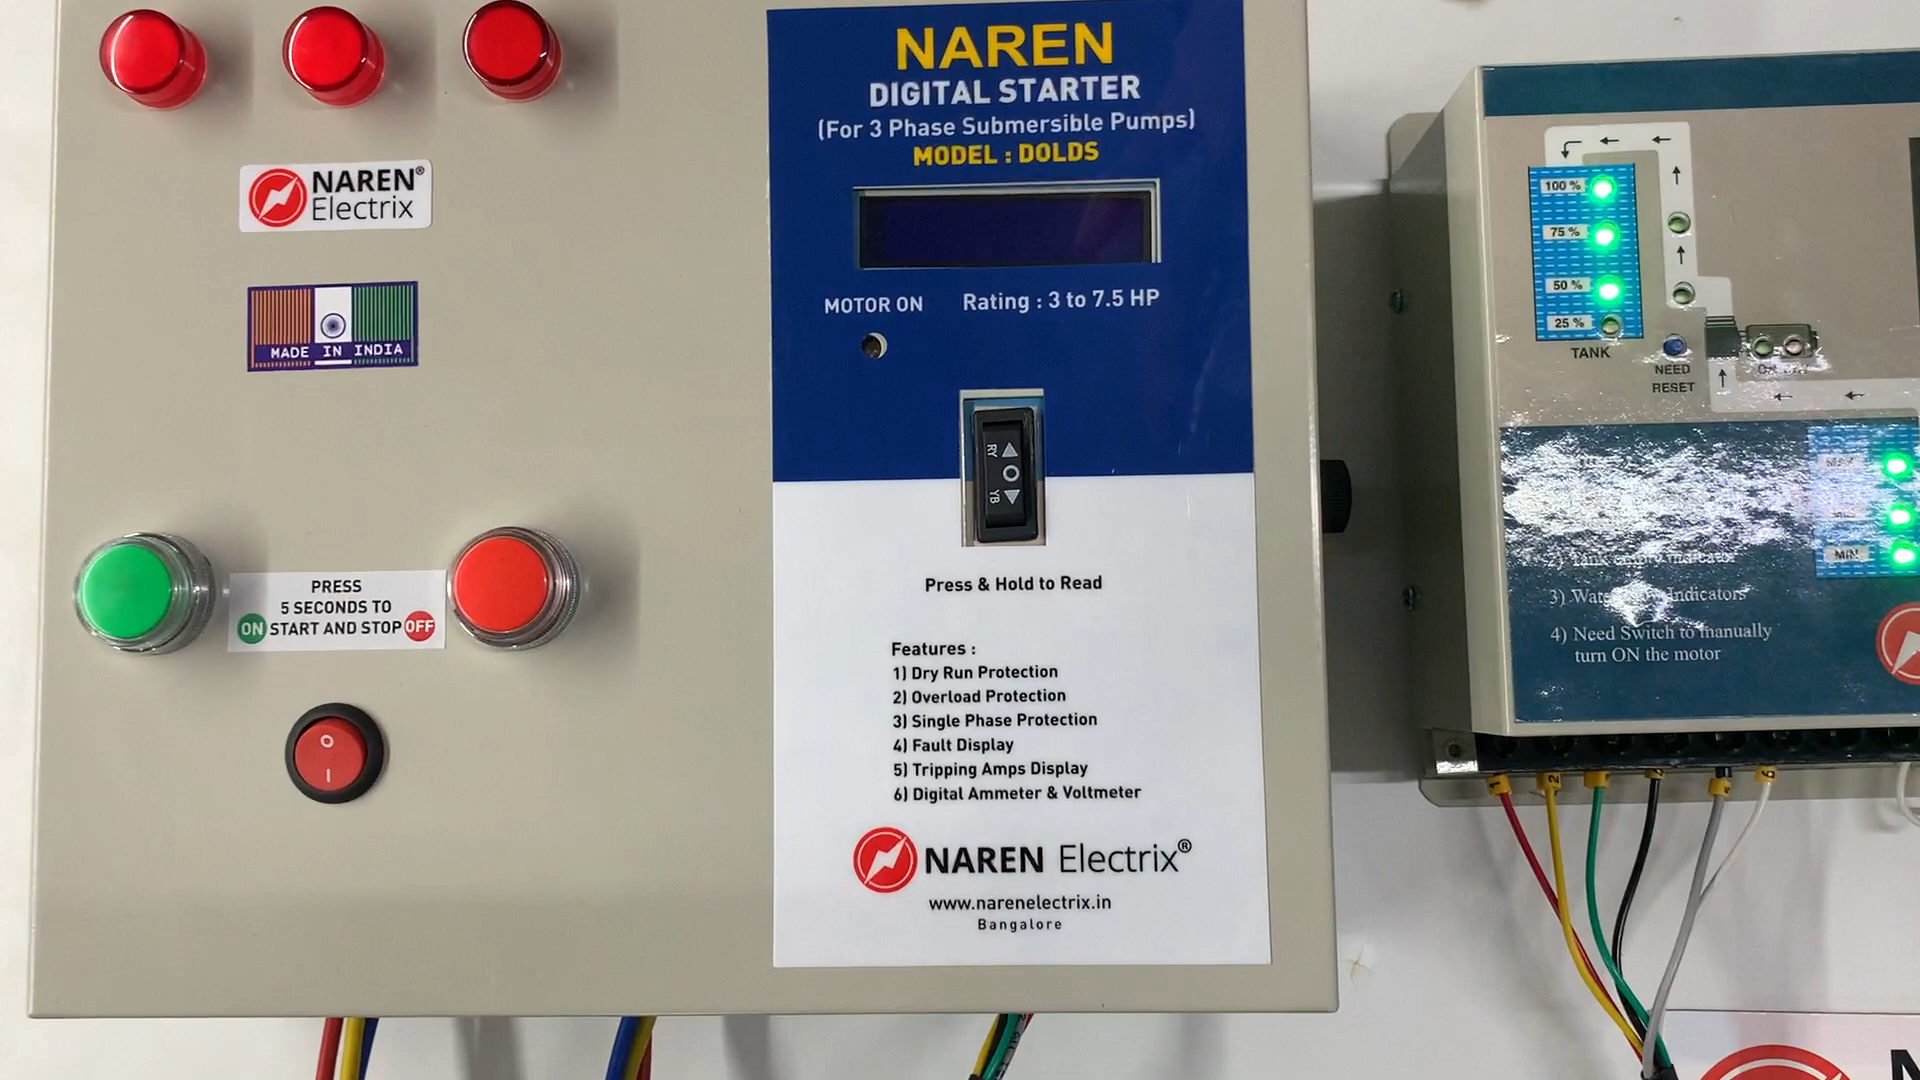 NAREN
DIGITAL STARTER
(For 3 Phase Submersible Pumps)
MODEL : DOLDS
MOTOR ON
Rating : 3 to 7.5 HP
RY
YB
Press & Hold to Read
Features :
1) Dry Run Protection
2) Overload Protection
3) Single Phase Protection
4) Fault Display
5) Tripping Amps Display
6) Digital Ammeter & Voltmeter
NAREN Electrix®
www.narenelectrix.in
Bangalore
NAREN®
Electrix
MADE IN INDIA
PRESS
5 SECONDS TO
ON START AND STOP OFF
O
I
100 %
75 %
50 %
25 %
TANK
NEED
RESET
MIN
3) Indicators
4) Need Switch to manually
turn ON the motor
1
2
6